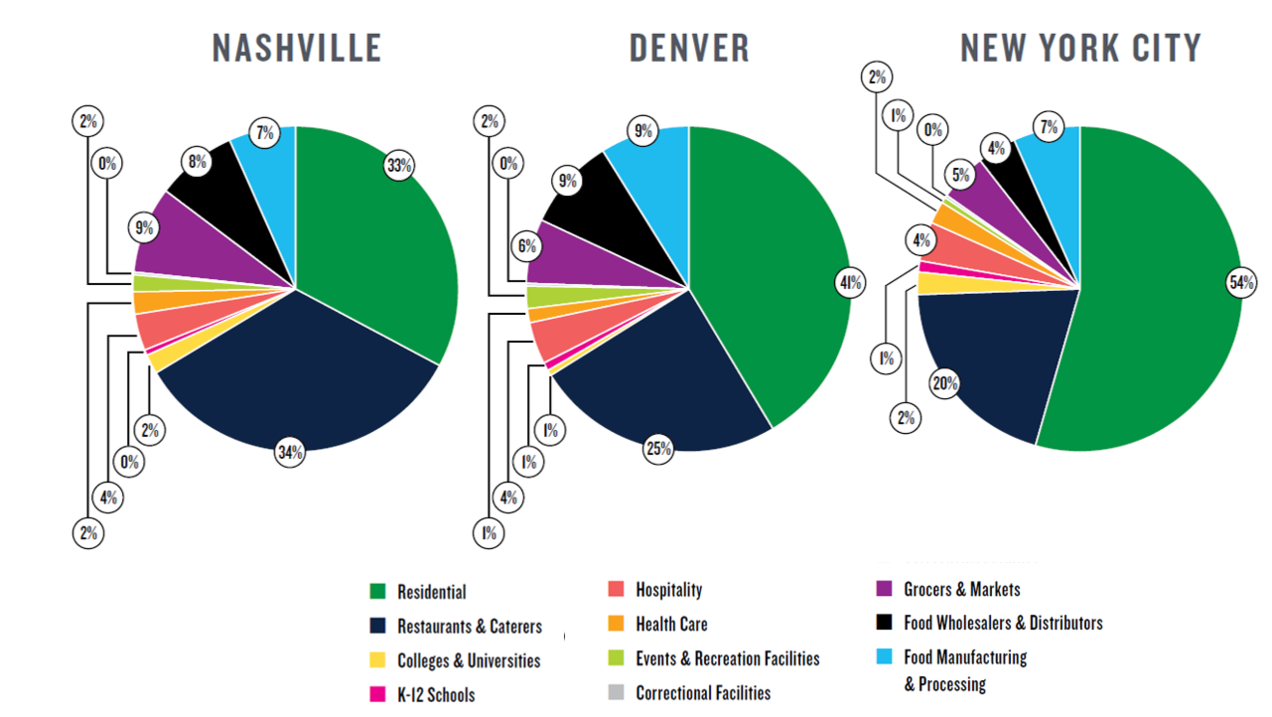 NASHVILLE
DENVER
NEW YORK CITY
2%
0%
9%
8%
7%
33%
34%
2%
0%
4%
2%
2%
0%
6%
9%
9%
41%
25%
1%
1%
4%
1%
2%
1%
0%
5%
4%
7%
54%
4%
1%
2%
20%
Residential
Restaurants & Caterers
Colleges & Universities
K-12 Schools
Hospitality
Health Care
Events & Recreation Facilities
Correctional Facilities
Grocers & Markets
Food Wholesalers & Distributors
Food Manufacturing
& Processing